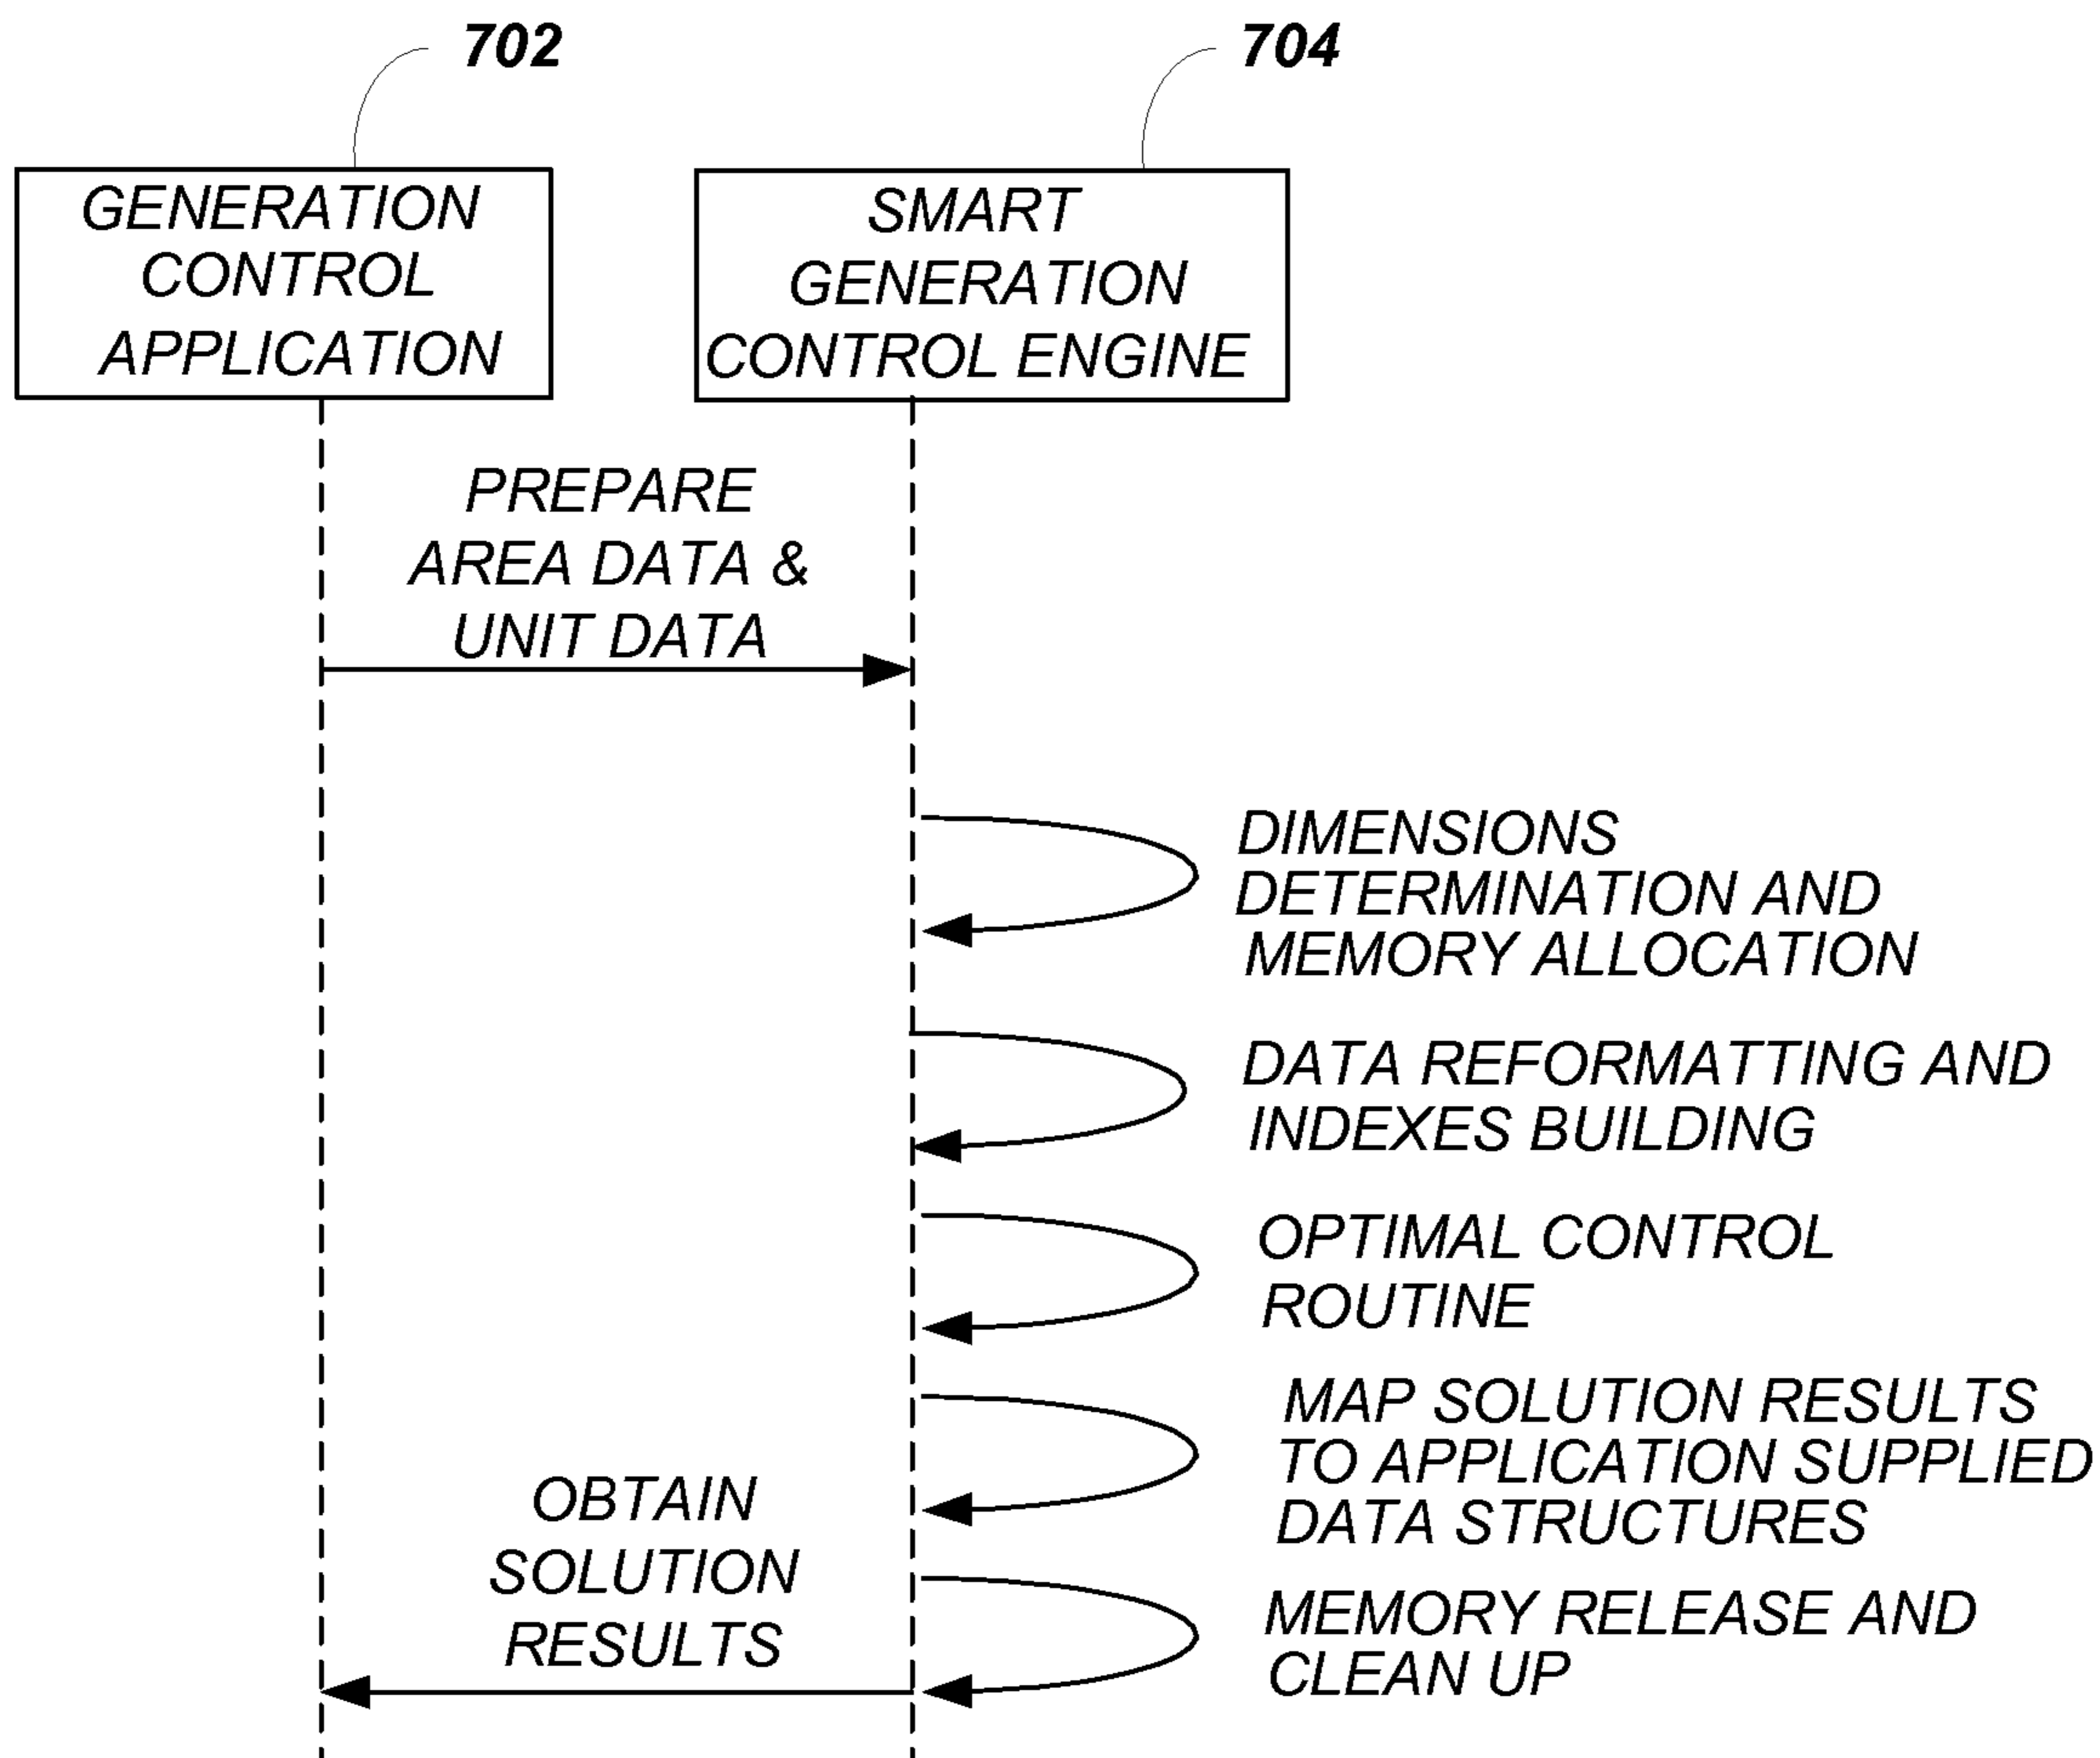 702
704
GENERATION
CONTROL
APPLICATION
SMART
GENERATION
CONTROL ENGINE
PREPARE
AREA DATA &
UNIT DATA
DIMENSIONS
DETERMINATION AND
MEMORY ALLOCATION
DATA REFORMATTING AND
INDEXES BUILDING
OPTIMAL CONTROL
ROUTINE
MAP SOLUTION RESULTS
TO APPLICATION SUPPLIED
DATA STRUCTURES
OBTAIN
SOLUTION
RESULTS
MEMORY RELEASE AND
CLEAN UP